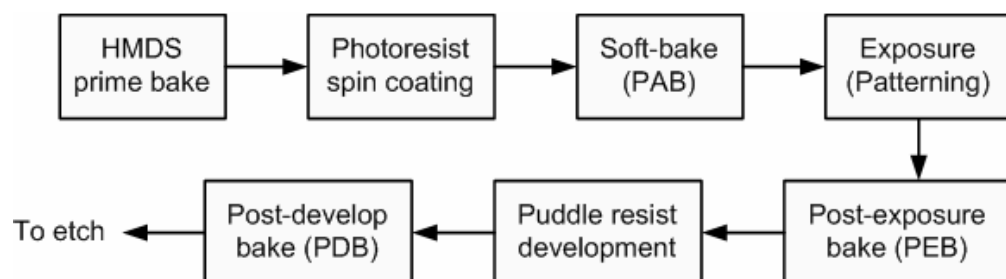 HMDS
prime bake
Photoresist
spin coating
Soft-bake
(PAB)
Exposure
(Patterning)
Post-exposure
bake (PEB)
Puddle resist
development
Post-develop
bake (PDB)
To etch